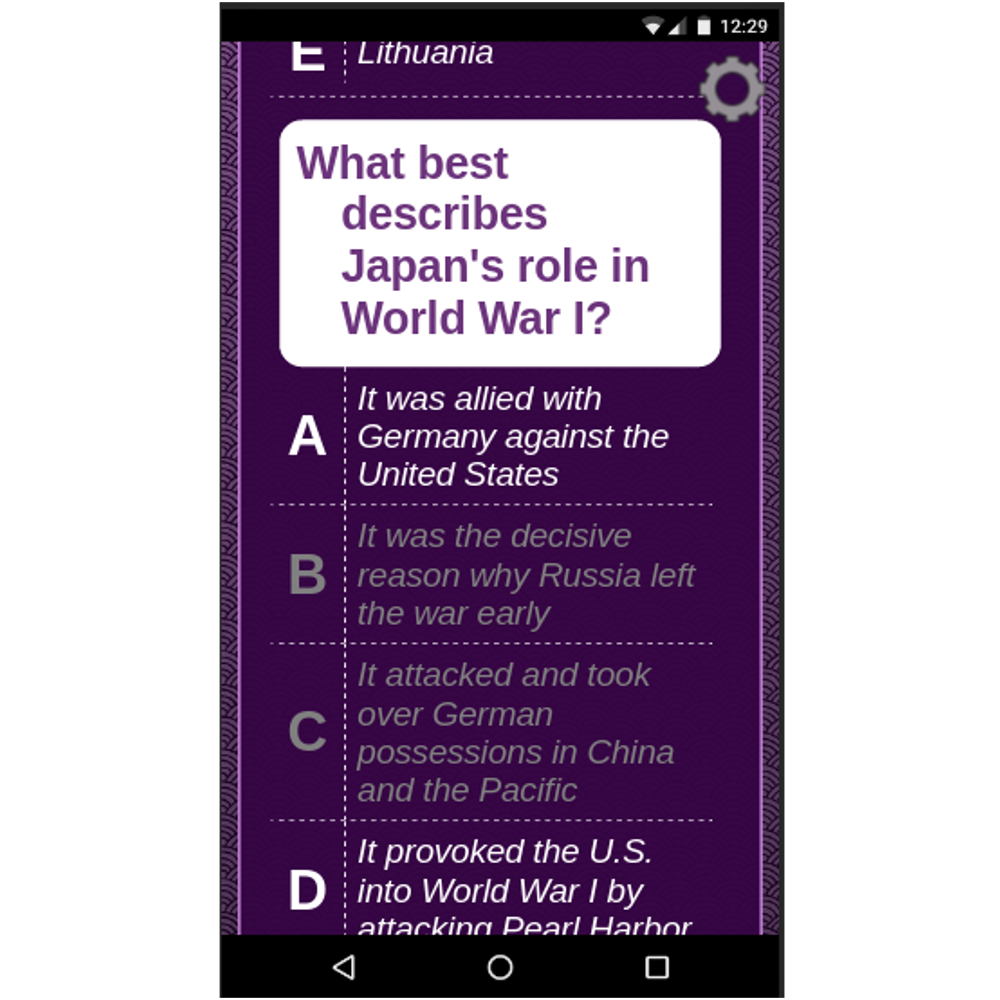 12:29
E Lithuania
What best
describes
Japan's role in
World War I?
It was allied with
A Germany against the
United States
It was the decisive
B reason why Russia left
the war early
It attacked and took
over German
C possessions in China
and the Pacific
It provoked the U.S.
D into World War I by
attacking Pearl Harbor